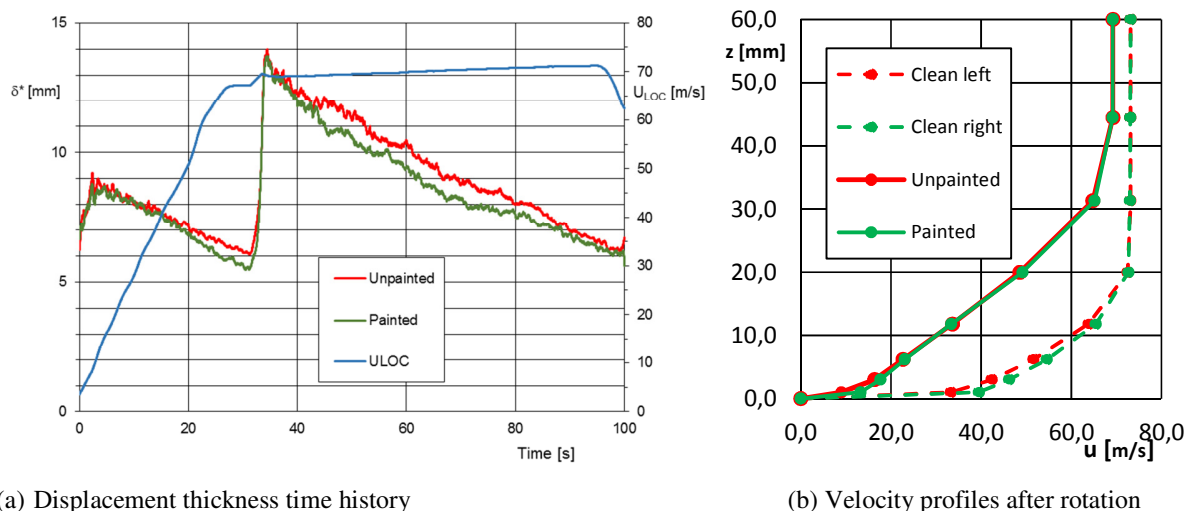 15
δ* [mm]
10
5
0
80
70
U_LOC [m/s]
60
50
40
30
20
10
0
Unpainted
Painted
ULOC
0 20 40 60 80 100
Time [s]
60,0
z [mm]
50,0
40,0
30,0
20,0
10,0
0,0
Clean left
Clean right
Unpainted
Painted
0,0 20,0 40,0 60,0 80,0
u [m/s]
(a) Displacement thickness time history
(b) Velocity profiles after rotation